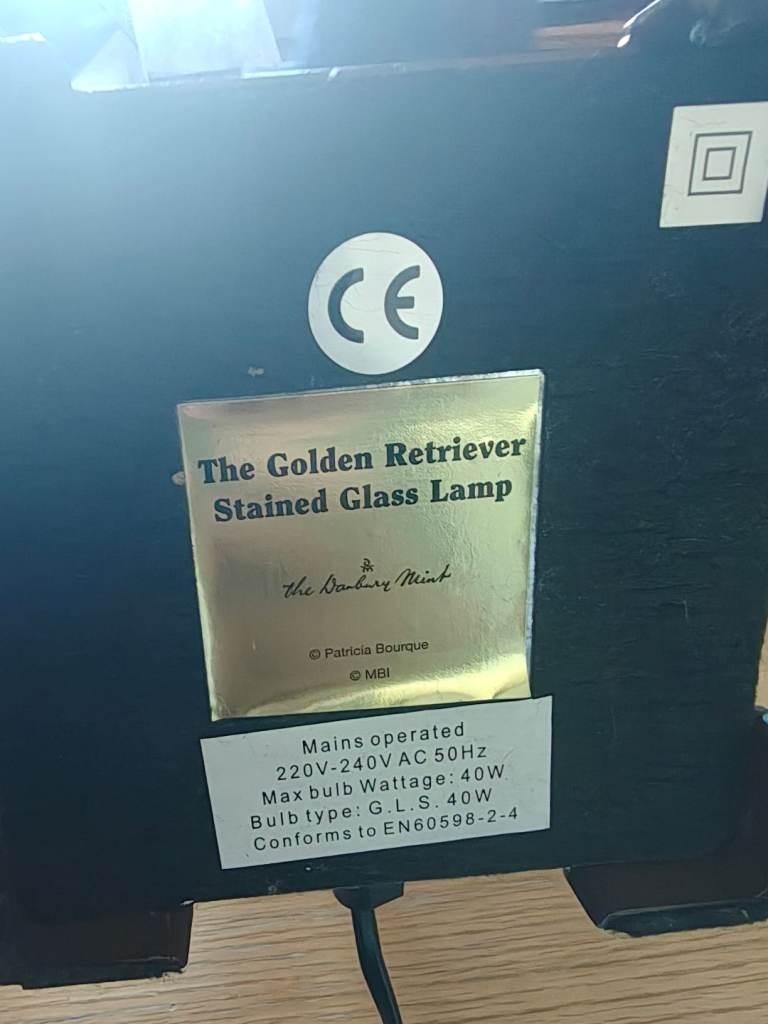 CE
The Golden Retriever
Stained Glass Lamp
DM
the Danbury Mint
© Patricia Bourque
© MBI
Mains operated
220V-240V AC 50Hz
Max bulb Wattage: 40W
Bulb type: G.L.S. 40W
Conforms to EN60598-2-4